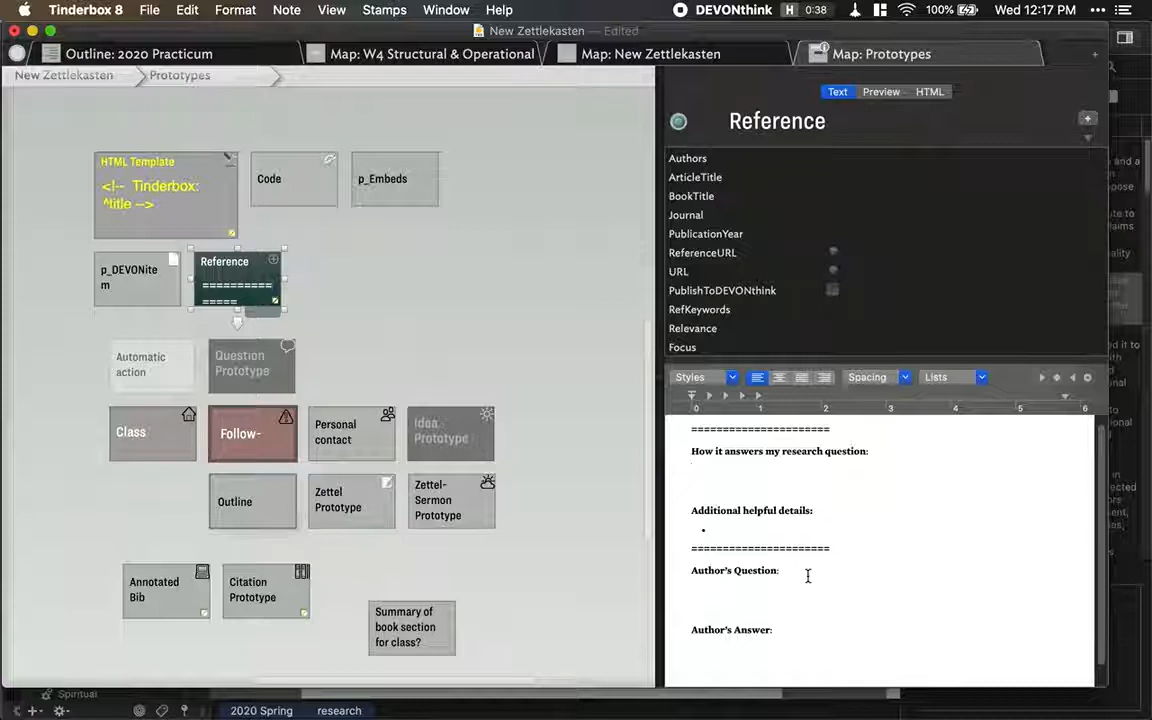 Tinderbox 8 File Edit Format Note View Stamps Window Help DEVONthink H 0:38 100% Wed 12:17 PM
New Zettlekasten — Edited
Outline: 2020 Practicum Map: W4 Structural & Operational Map: New Zettlekasten Map: Prototypes
New Zettlekasten Prototypes
Text Preview HTML
Reference
HTML Template
<!-- Tinderbox:
^title -->
Code
p_Embeds
p_DEVONite
m
Reference
==========
=====
Automatic
action
Question
Prototype
Class
Follow-
Personal
contact
Idea
Prototype
Outline
Zettel
Prototype
Zettel-
Sermon
Prototype
Annotated
Bib
Citation
Prototype
Summary of
book section
for class?
Authors
ArticleTitle
BookTitle
Journal
PublicationYear
ReferenceURL
URL
PublishToDEVONthink
RefKeywords
Relevance
Focus
Styles Spacing Lists
0 1 2 3 4 5 6
======================
How it answers my research question:
Additional helpful details:
•
======================
Author's Question:
Author's Answer:
Spiritual
2020 Spring research